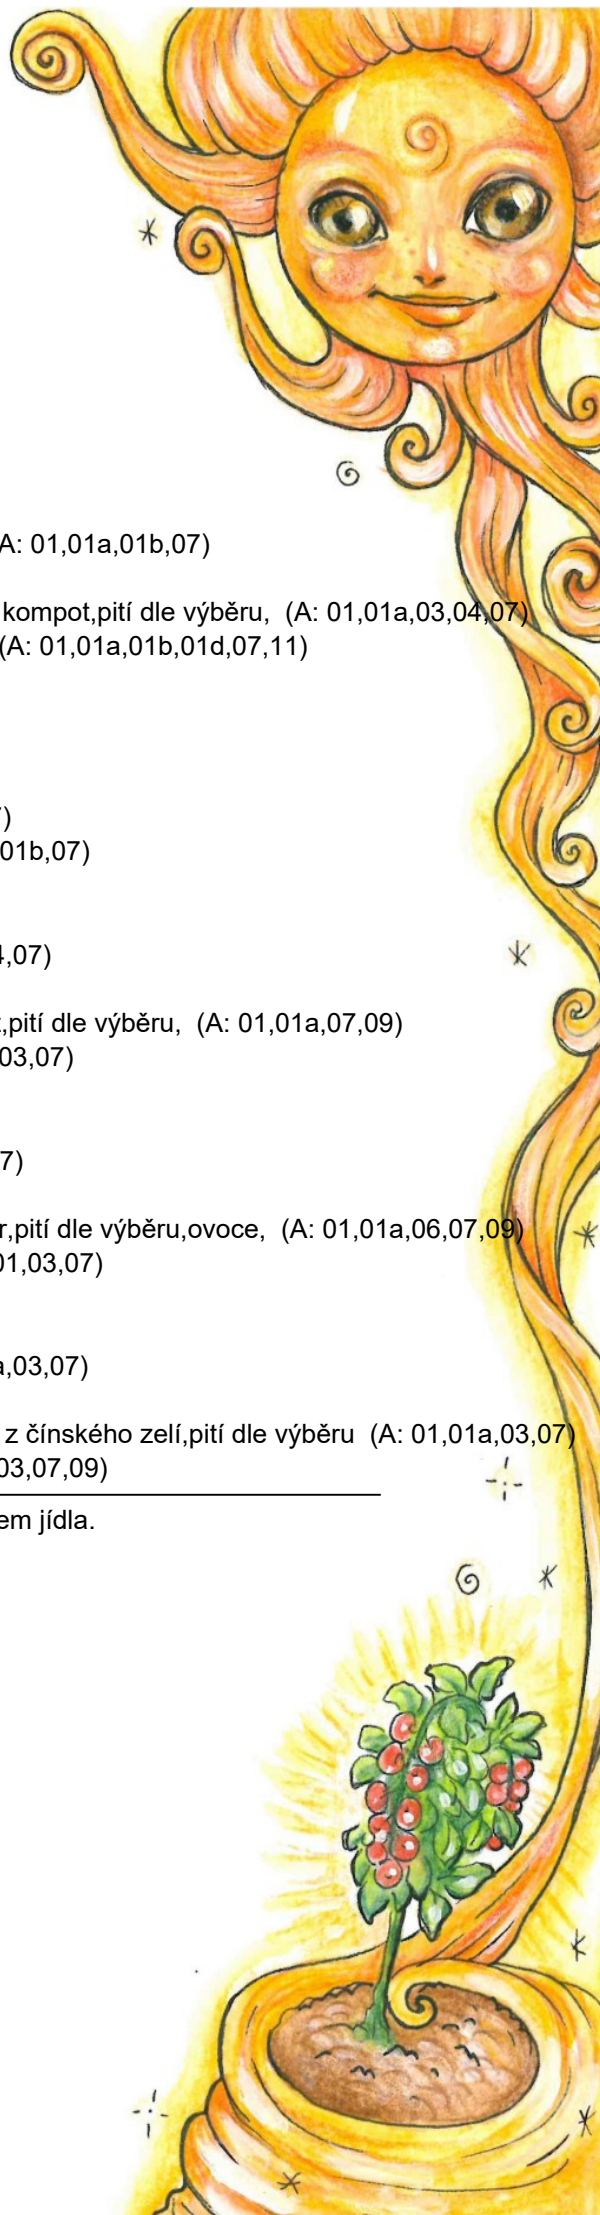 A: 01,01a,01b,07)
kompot,pití dle výběru, (A: 01,01a,03,04,07)
(A: 01,01a,01b,01d,07,11)
)
01b,07)
,07)
,pití dle výběru, (A: 01,01a,07,09)
03,07)
7)
r,pití dle výběru,ovoce, (A: 01,01a,06,07,09)
01,03,07)
a,03,07)
z čínského zelí,pití dle výběru (A: 01,01a,03,07)
03,07,09)
em jídla.